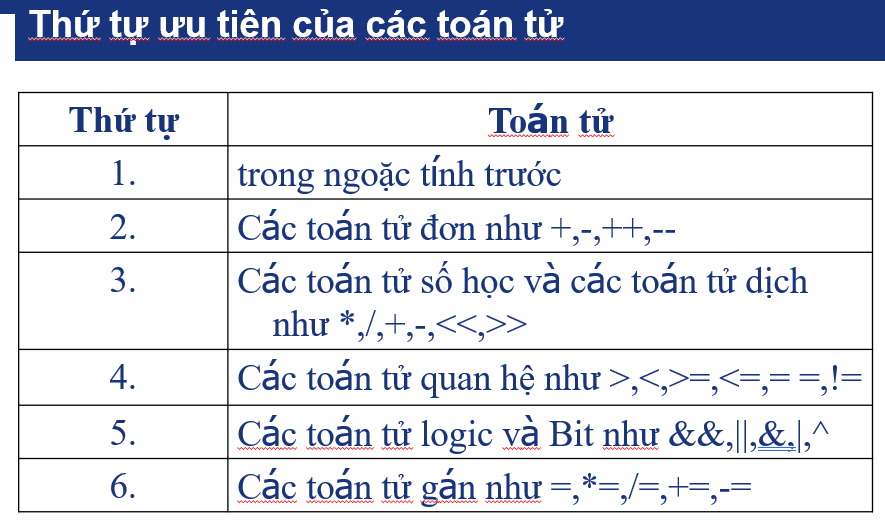 Thứ tự ưu tiên của các toán tử
Thứ tự
Toán tử
1.
trong ngoặc tính trước
2.
Các toán tử đơn như +,-,++,--
3.
Các toán tử số học và các toán tử dịch
như *,/,+,-,<<,>>
4.
Các toán tử quan hệ như >,<,>=,<=,= =,!=
5.
Các toán tử logic và Bit như &&,||,&,|,^
6.
Các toán tử gán như =,*=,/=,+=,-=